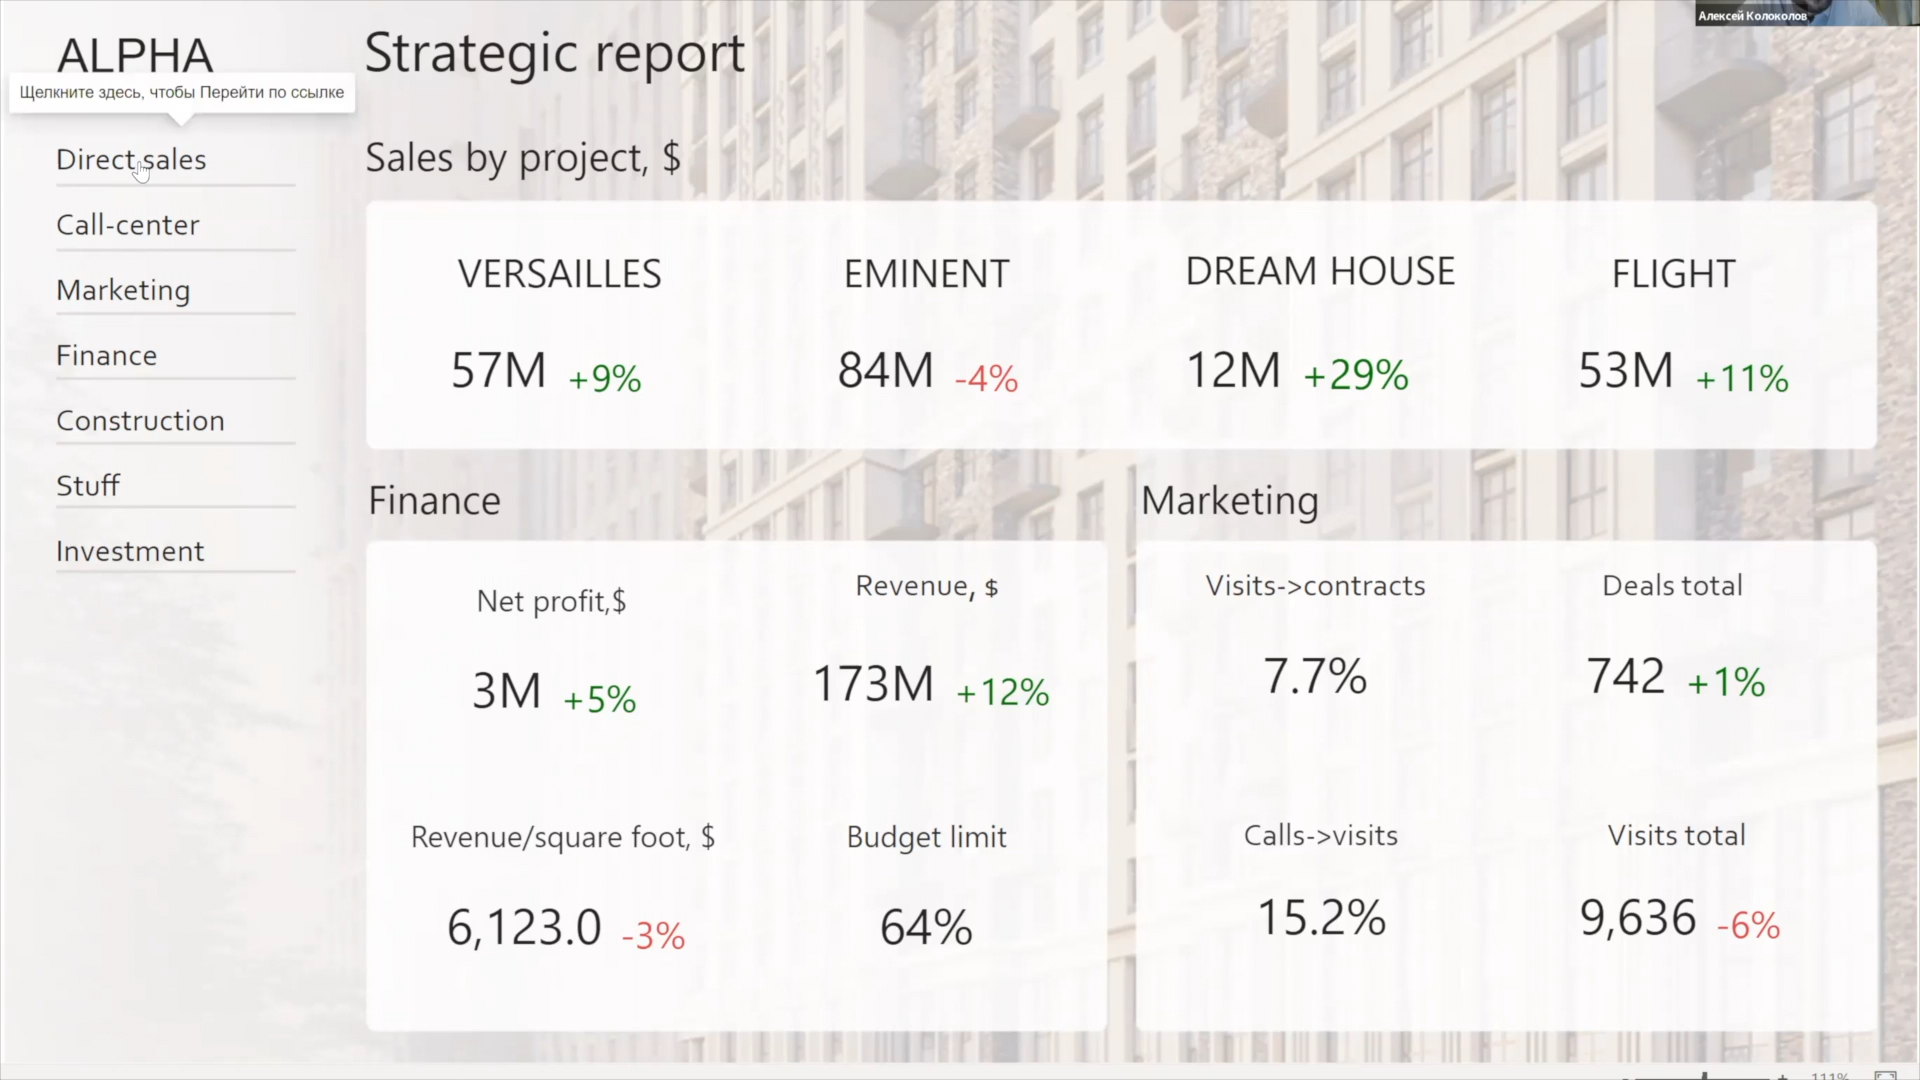 Алексей Колоколов
ALPHA
Щелкните здесь, чтобы Перейти по ссылке
Direct sales
Call-center
Marketing
Finance
Construction
Stuff
Investment
Strategic report
Sales by project, $
VERSAILLES EMINENT DREAM HOUSE FLIGHT
57M +9% 84M -4% 12M +29% 53M +11%
Finance
Net profit,$ Revenue, $
3M +5% 173M +12%
Revenue/square foot, $ Budget limit
6,123.0 -3% 64%
Marketing
Visits->contracts Deals total
7.7% 742 +1%
Calls->visits Visits total
15.2% 9,636 -6%
111%